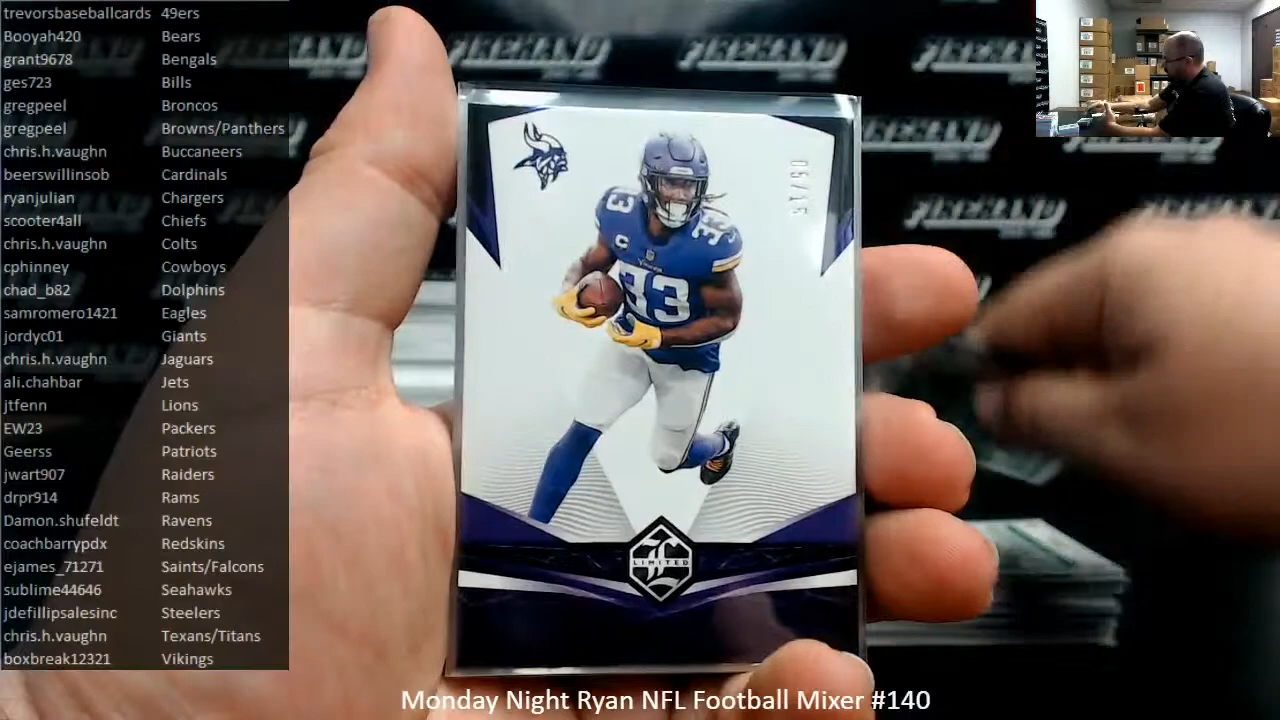 trevorsbaseballcards 49ers
Booyah420 Bears
grant9678 Bengals
ges723 Bills
gregpeel Broncos
gregpeel Browns/Panthers
chris.h.vaughn Buccaneers
beerswillinsob Cardinals
ryanjulian Chargers
scooter4all Chiefs
chris.h.vaughn Colts
cphinney Cowboys
chad_b82 Dolphins
samromero1421 Eagles
jordyc01 Giants
chris.h.vaughn Jaguars
ali.chahbar Jets
jtfenn Lions
EW23 Packers
Geerss Patriots
jwart907 Raiders
drpr914 Rams
Damon.shufeldt Ravens
coachbarrypdx Redskins
ejames_71271 Saints/Falcons
sublime44646 Seahawks
jdefillipsalesinc Steelers
chris.h.vaughn Texans/Titans
boxbreak12321 Vikings
FIREHAND
33
33
C
33
LIMITED
Monday Night Ryan NFL Football Mixer #140